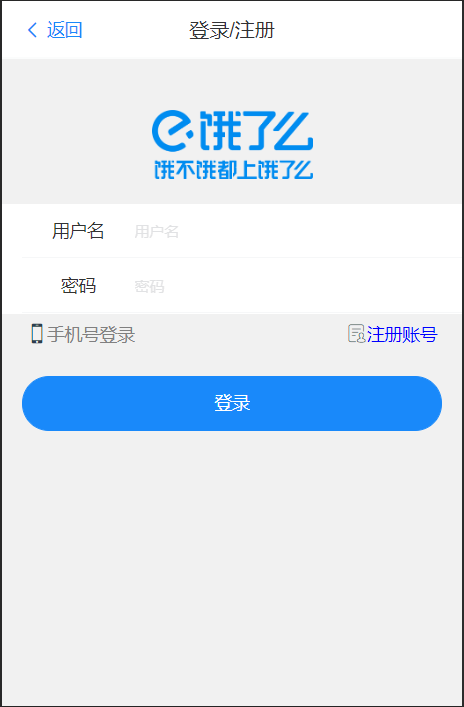 返回 登录/注册
e 饿了么
饿不饿都上饿了么
用户名 用户名
密码 密码
手机号登录 注册账号
登录